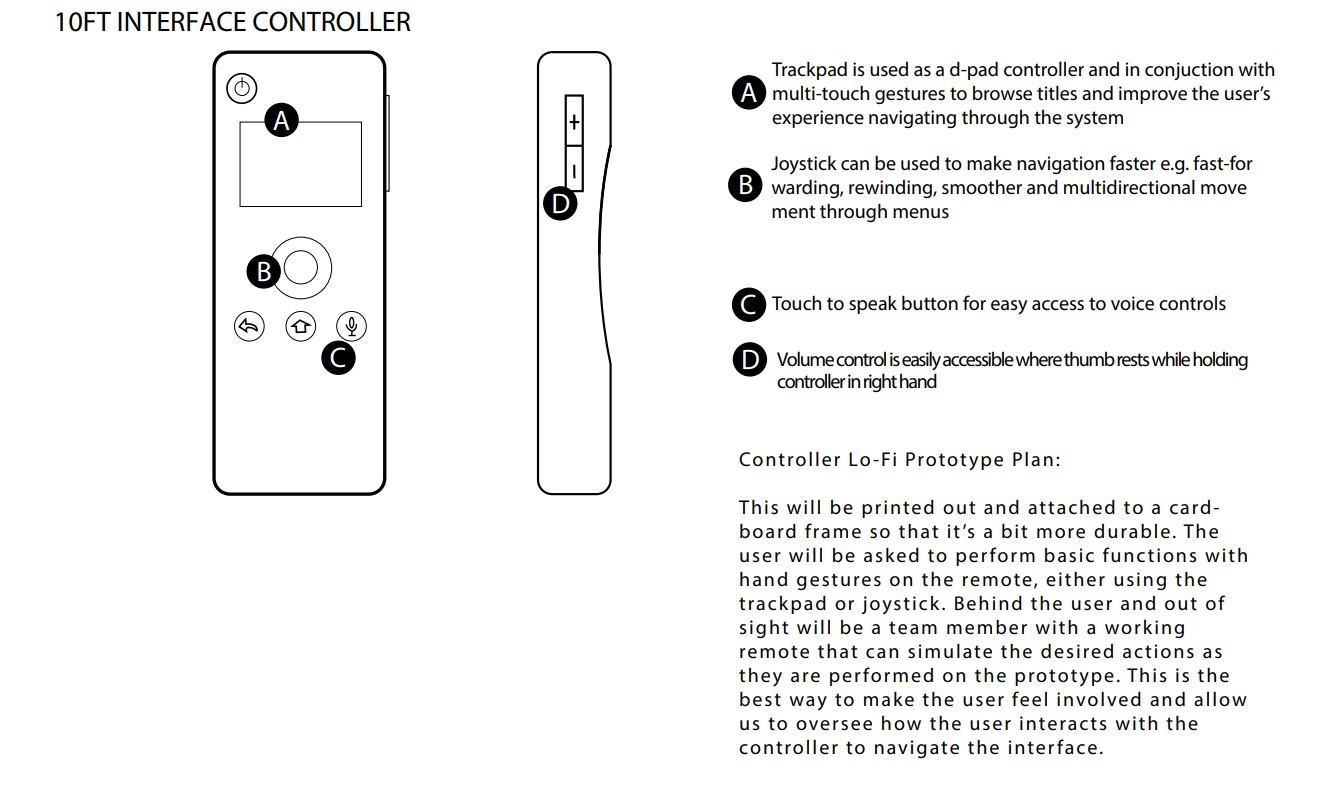 10FT INTERFACE CONTROLLER
A
B
C
+
–
D
A
Trackpad is used as a d-pad controller and in conjuction with
multi-touch gestures to browse titles and improve the user's
experience navigating through the system
B
Joystick can be used to make navigation faster e.g. fast-for
warding, rewinding, smoother and multidirectional move
ment through menus
C
Touch to speak button for easy access to voice controls
D
Volume control is easily accessible where thumb rests while holding
controller in right hand
Controller Lo-Fi Prototype Plan:
This will be printed out and attached to a card-
board frame so that it's a bit more durable. The
user will be asked to perform basic functions with
hand gestures on the remote, either using the
trackpad or joystick. Behind the user and out of
sight will be a team member with a working
remote that can simulate the desired actions as
they are performed on the prototype. This is the
best way to make the user feel involved and allow
us to oversee how the user interacts with the
controller to navigate the interface.